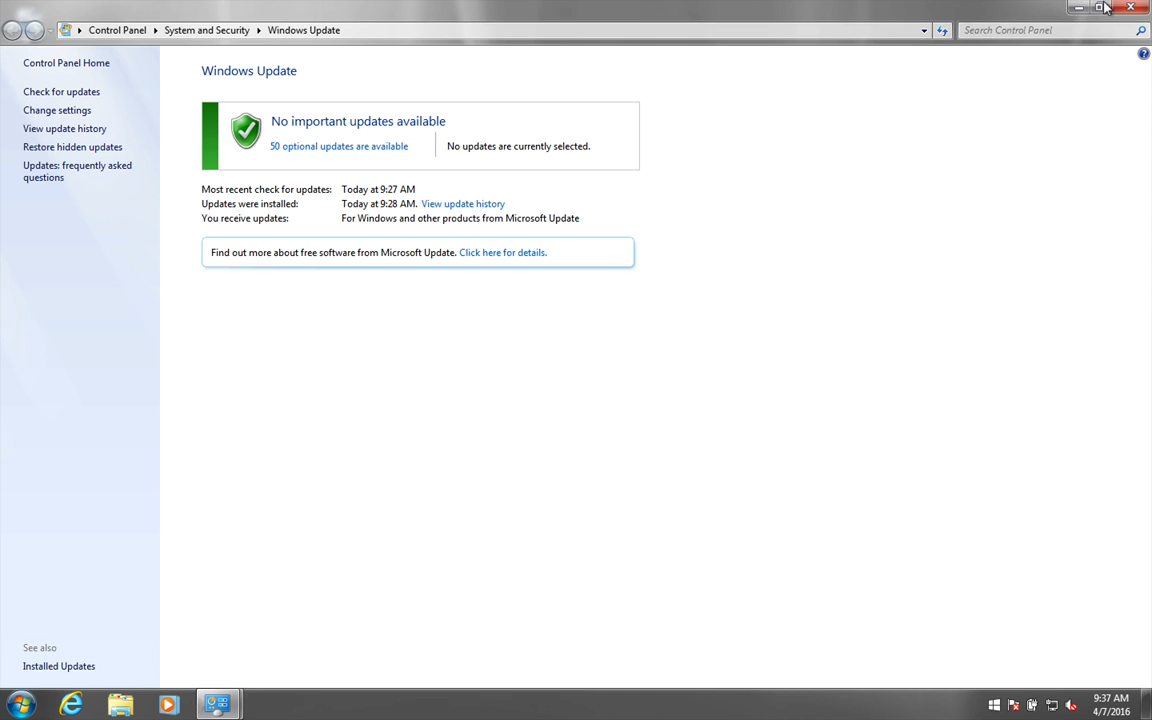 Control Panel
System and Security
Windows Update
Search Control Panel
Control Panel Home
Check for updates
Change settings
View update history
Restore hidden updates
Updates: frequently asked
questions
See also
Installed Updates
Windows Update
No important updates available
50 optional updates are available
No updates are currently selected.
Most recent check for updates: Today at 9:27 AM
Updates were installed: Today at 9:28 AM. View update history
You receive updates: For Windows and other products from Microsoft Update
Find out more about free software from Microsoft Update. Click here for details.
9:37 AM
4/7/2016